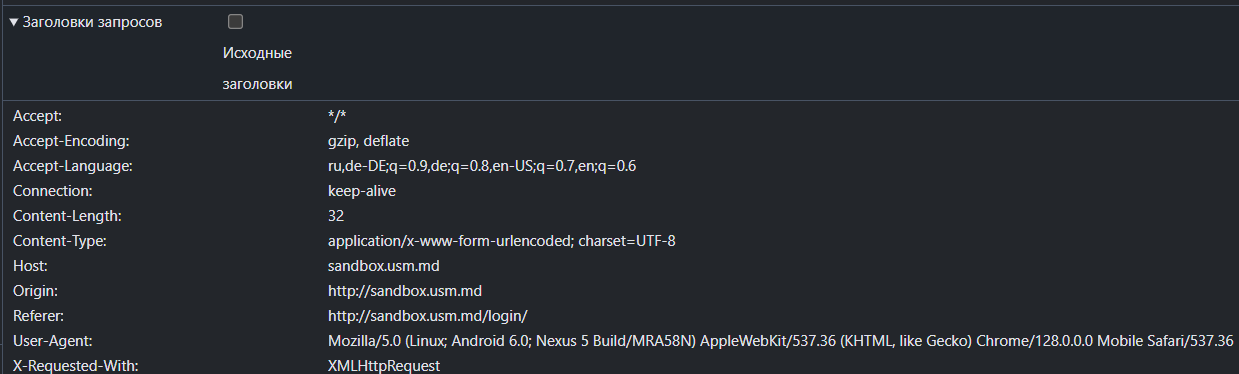 ▼ Заголовки запросов
Исходные
заголовки
Accept: */*
Accept-Encoding: gzip, deflate
Accept-Language: ru,de-DE;q=0.9,de;q=0.8,en-US;q=0.7,en;q=0.6
Connection: keep-alive
Content-Length: 32
Content-Type: application/x-www-form-urlencoded; charset=UTF-8
Host: sandbox.usm.md
Origin: http://sandbox.usm.md
Referer: http://sandbox.usm.md/login/
User-Agent: Mozilla/5.0 (Linux; Android 6.0; Nexus 5 Build/MRA58N) AppleWebKit/537.36 (KHTML, like Gecko) Chrome/128.0.0.0 Mobile Safari/537.36
X-Requested-With: XMLHttpRequest